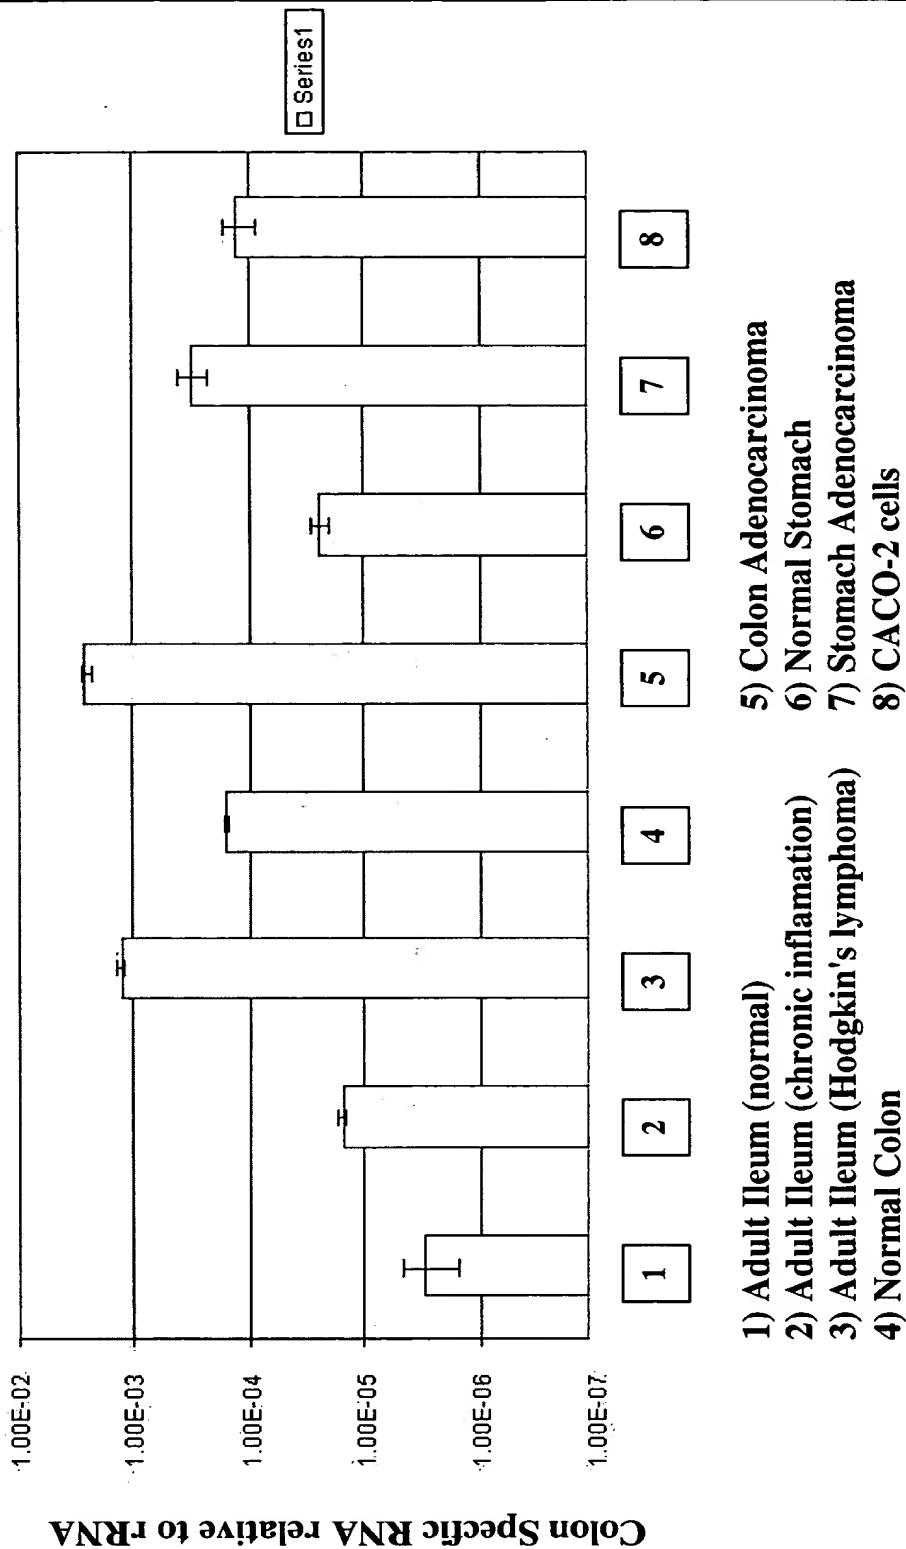 Colon Specfic RNA relative to rRNA
1.00E-02
1.00E-03
1.00E-04
1.00E-05
1.00E-06
1.00E-07
1
2
3
4
5
6
7
8
Series1
1) Adult Ileum (normal)
2) Adult Ileum (chronic inflamation)
3) Adult Ileum (Hodgkin's lymphoma)
4) Normal Colon
5) Colon Adenocarcinoma
6) Normal Stomach
7) Stomach Adenocarcinoma
8) CACO-2 cells